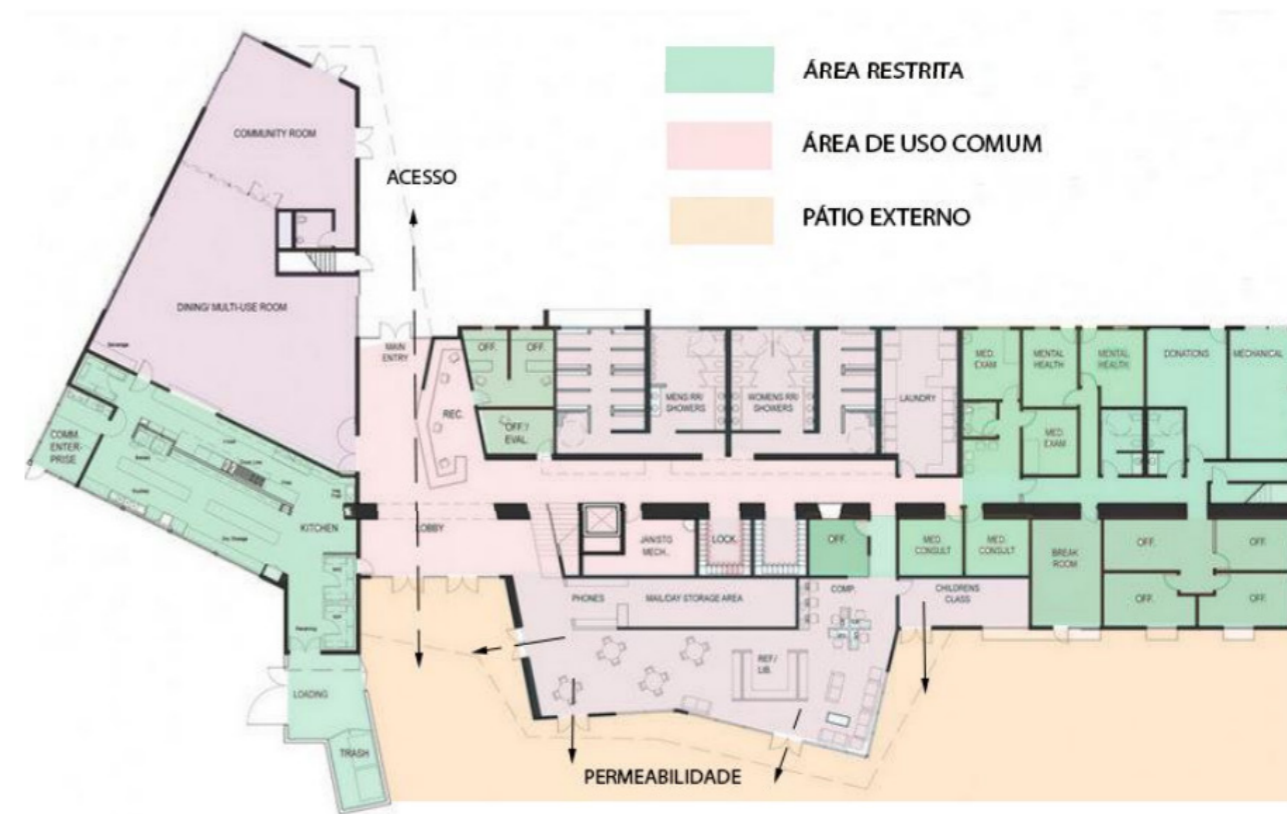 ÁREA RESTRITA
ÁREA DE USO COMUM
PÁTIO EXTERNO
COMMUNITY ROOM
ACESSO
DINING/ MULTI-USE ROOM
MAIN
ENTRY
OFF.
OFF.
REC.
OFF./
EVAL.
MENS RR/
SHOWERS
WOMENS RR/
SHOWERS
LAUNDRY
MED.
EXAM
MENTAL
HEALTH
MENTAL
HEALTH
DONATIONS
MECHANICAL
MED.
EXAM
COMM.
ENTER-
PRISE
KITCHEN
LOBBY
JAN/STO
MECH.
LOCK.
OFF.
MED.
CONSULT
MED.
CONSULT
BREAK
ROOM
OFF.
OFF.
OFF.
OFF.
PHONES
MAIL/DAY STORAGE AREA
COMP.
CHILDRENS
CLASS
REF./
LIB.
Receiving
LOADING
TRASH
PERMEABILIDADE